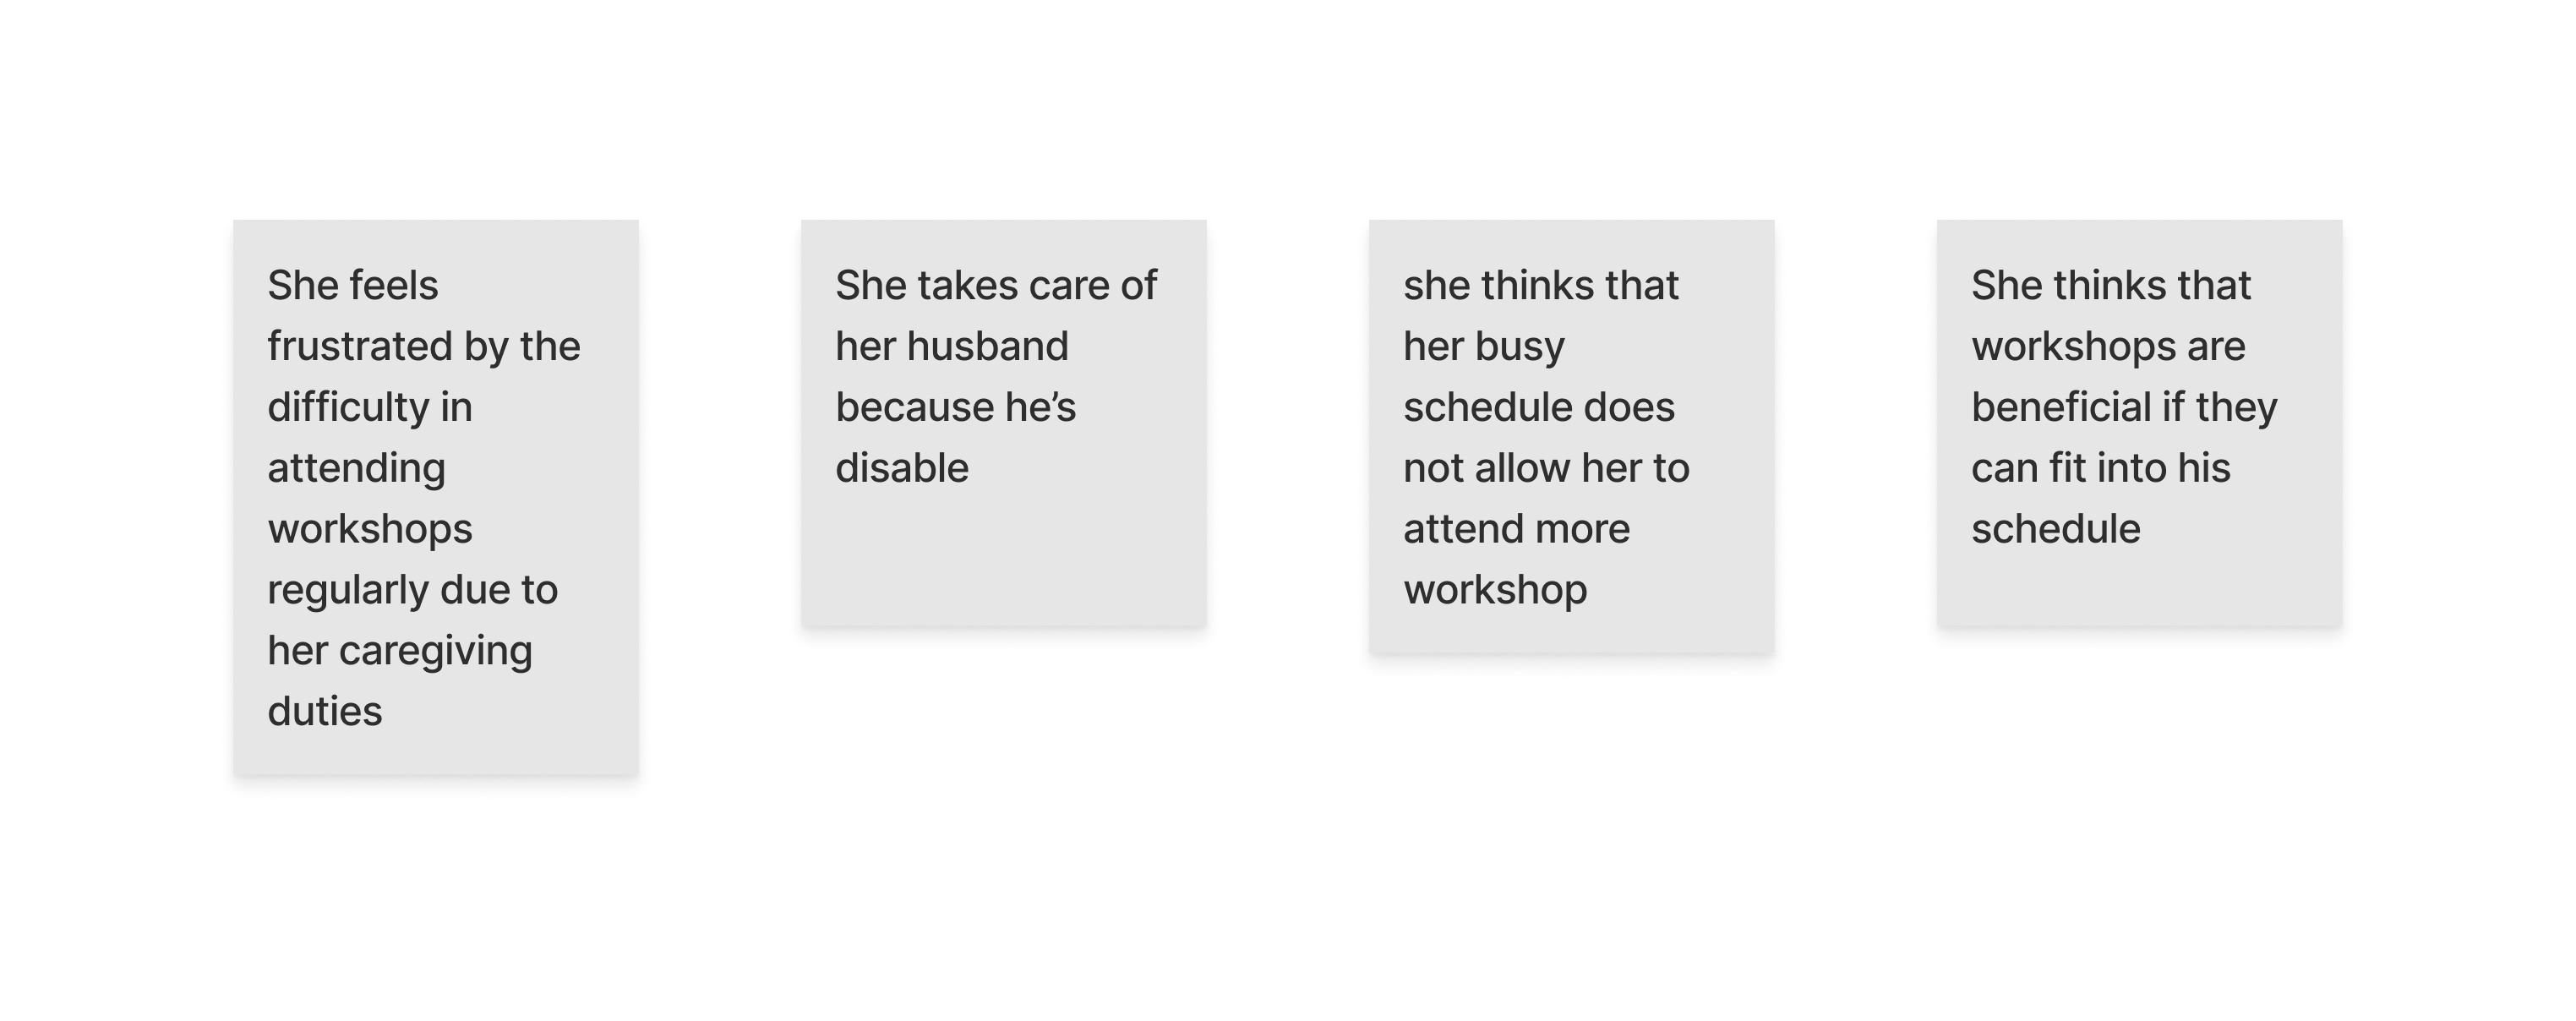 She feels
frustrated by the
difficulty in
attending
workshops
regularly due to
her caregiving
duties
She takes care of
her husband
because he’s
disable
she thinks that
her busy
schedule does
not allow her to
attend more
workshop
She thinks that
workshops are
beneficial if they
can fit into his
schedule